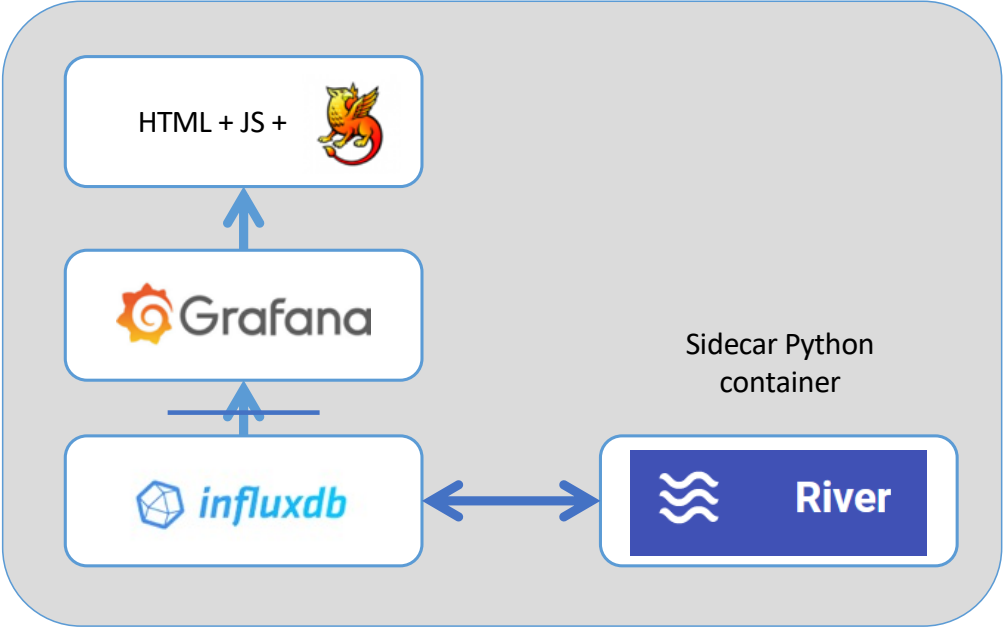 HTML + JS +
Grafana
Sidecar Python
container
influxdb
River